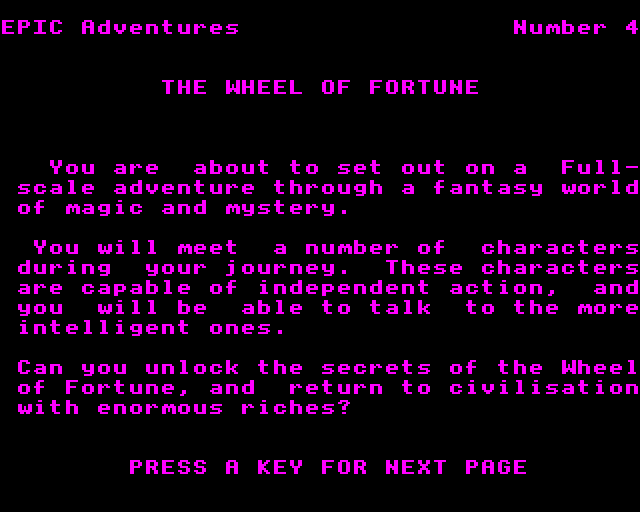 EPIC Adventures Number 4
THE WHEEL OF FORTUNE
You are about to set out on a Full-
scale adventure through a fantasy world
of magic and mystery.
You will meet a number of characters
during your journey. These characters
are capable of independent action, and
you will be able to talk to the more
intelligent ones.
Can you unlock the secrets of the Wheel
of Fortune, and return to civilisation
with enormous riches?
PRESS A KEY FOR NEXT PAGE